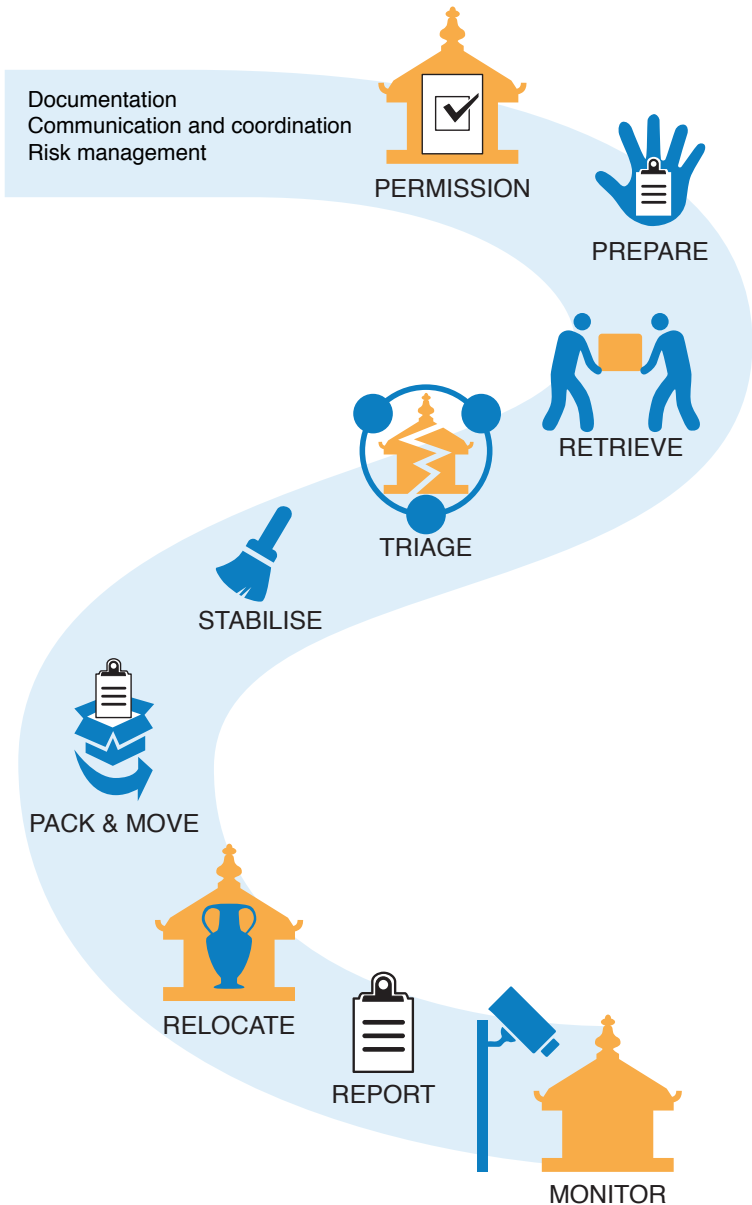 Documentation
Communication and coordination
Risk management
PERMISSION
PREPARE
RETRIEVE
TRIAGE
STABILISE
PACK & MOVE
RELOCATE
REPORT
MONITOR